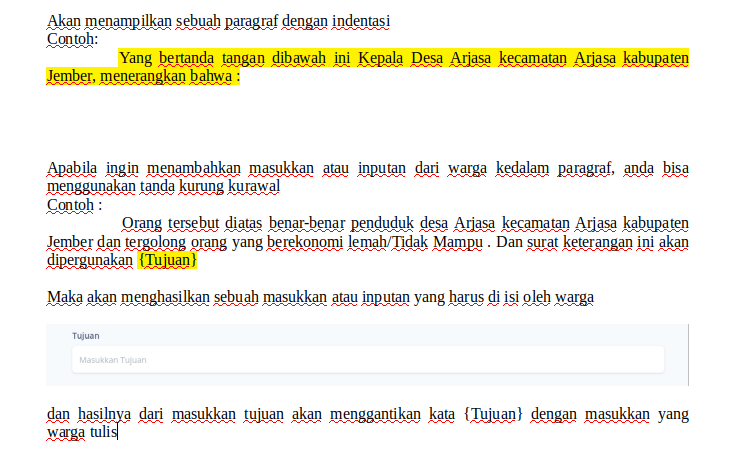 Akan menampilkan sebuah paragraf dengan indentasi
Contoh:
Yang bertanda tangan dibawah ini Kepala Desa Arjasa kecamatan Arjasa kabupaten
Jember, menerangkan bahwa :
Apabila ingin menambahkan masukkan atau inputan dari warga kedalam paragraf, anda bisa
menggunakan tanda kurung kurawal
Contoh :
Orang tersebut diatas benar-benar penduduk desa Arjasa kecamatan Arjasa kabupaten
Jember dan tergolong orang yang berekonomi lemah/Tidak Mampu . Dan surat keterangan ini akan
dipergunakan {Tujuan}
Maka akan menghasilkan sebuah masukkan atau inputan yang harus di isi oleh warga
Tujuan
Masukkan Tujuan
dan hasilnya dari masukkan tujuan akan menggantikan kata {Tujuan} dengan masukkan yang
warga tulis